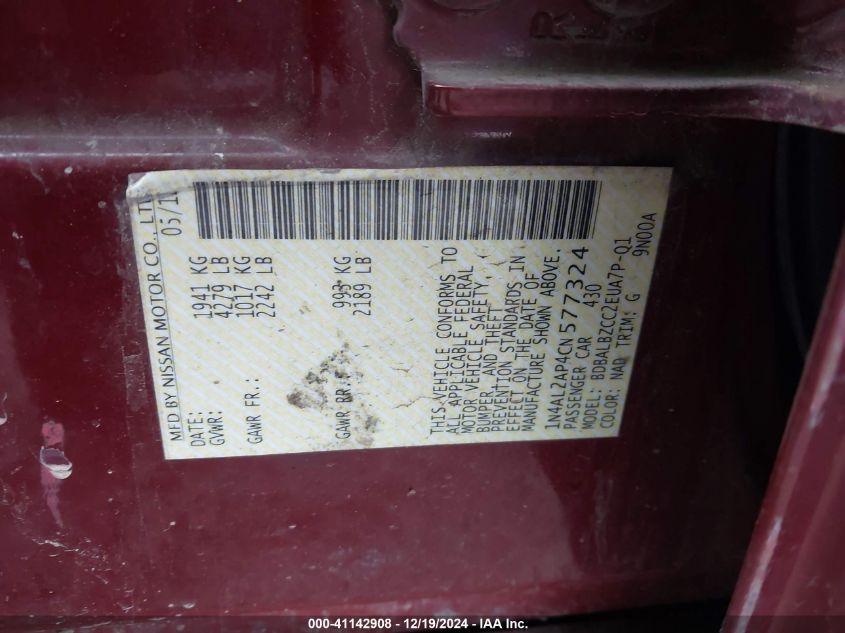 MFD BY NISSAN MOTOR CO., LT
DATE: 05/1
GVWR: 1941 KG
4279 LB
GAWR FR.: 1017 KG
2242 LB
GAWR RR.: 993 KG
2189 LB
THIS VEHICLE CONFORMS TO
ALL APPLICABLE FEDERAL
MOTOR VEHICLE SAFETY,
BUMPER, AND THEFT
PREVENTION STANDARDS IN
EFFECT ON THE DATE OF
MANUFACTURE SHOWN ABOVE.
1N4AL2AP4CN577324
PASSENGER CAR 430
MODEL: BDBALBZCC2EUA7P-Q1
COLOR: NAD TRIM: G 9N00A
000-41142908 - 12/19/2024 - IAA Inc.